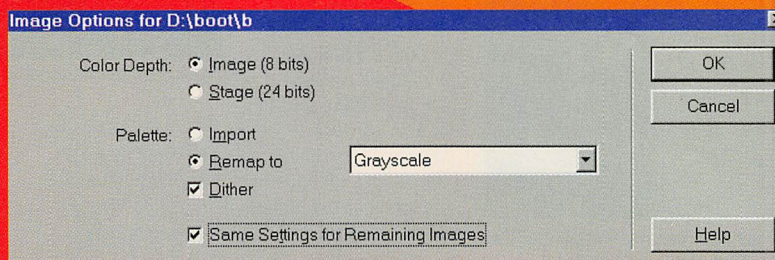 Image Options for D:\boot\b
Color Depth: Image (8 bits)
Stage (24 bits)
Palette: Import
Remap to Grayscale
Dither
Same Settings for Remaining Images
OK
Cancel
Help